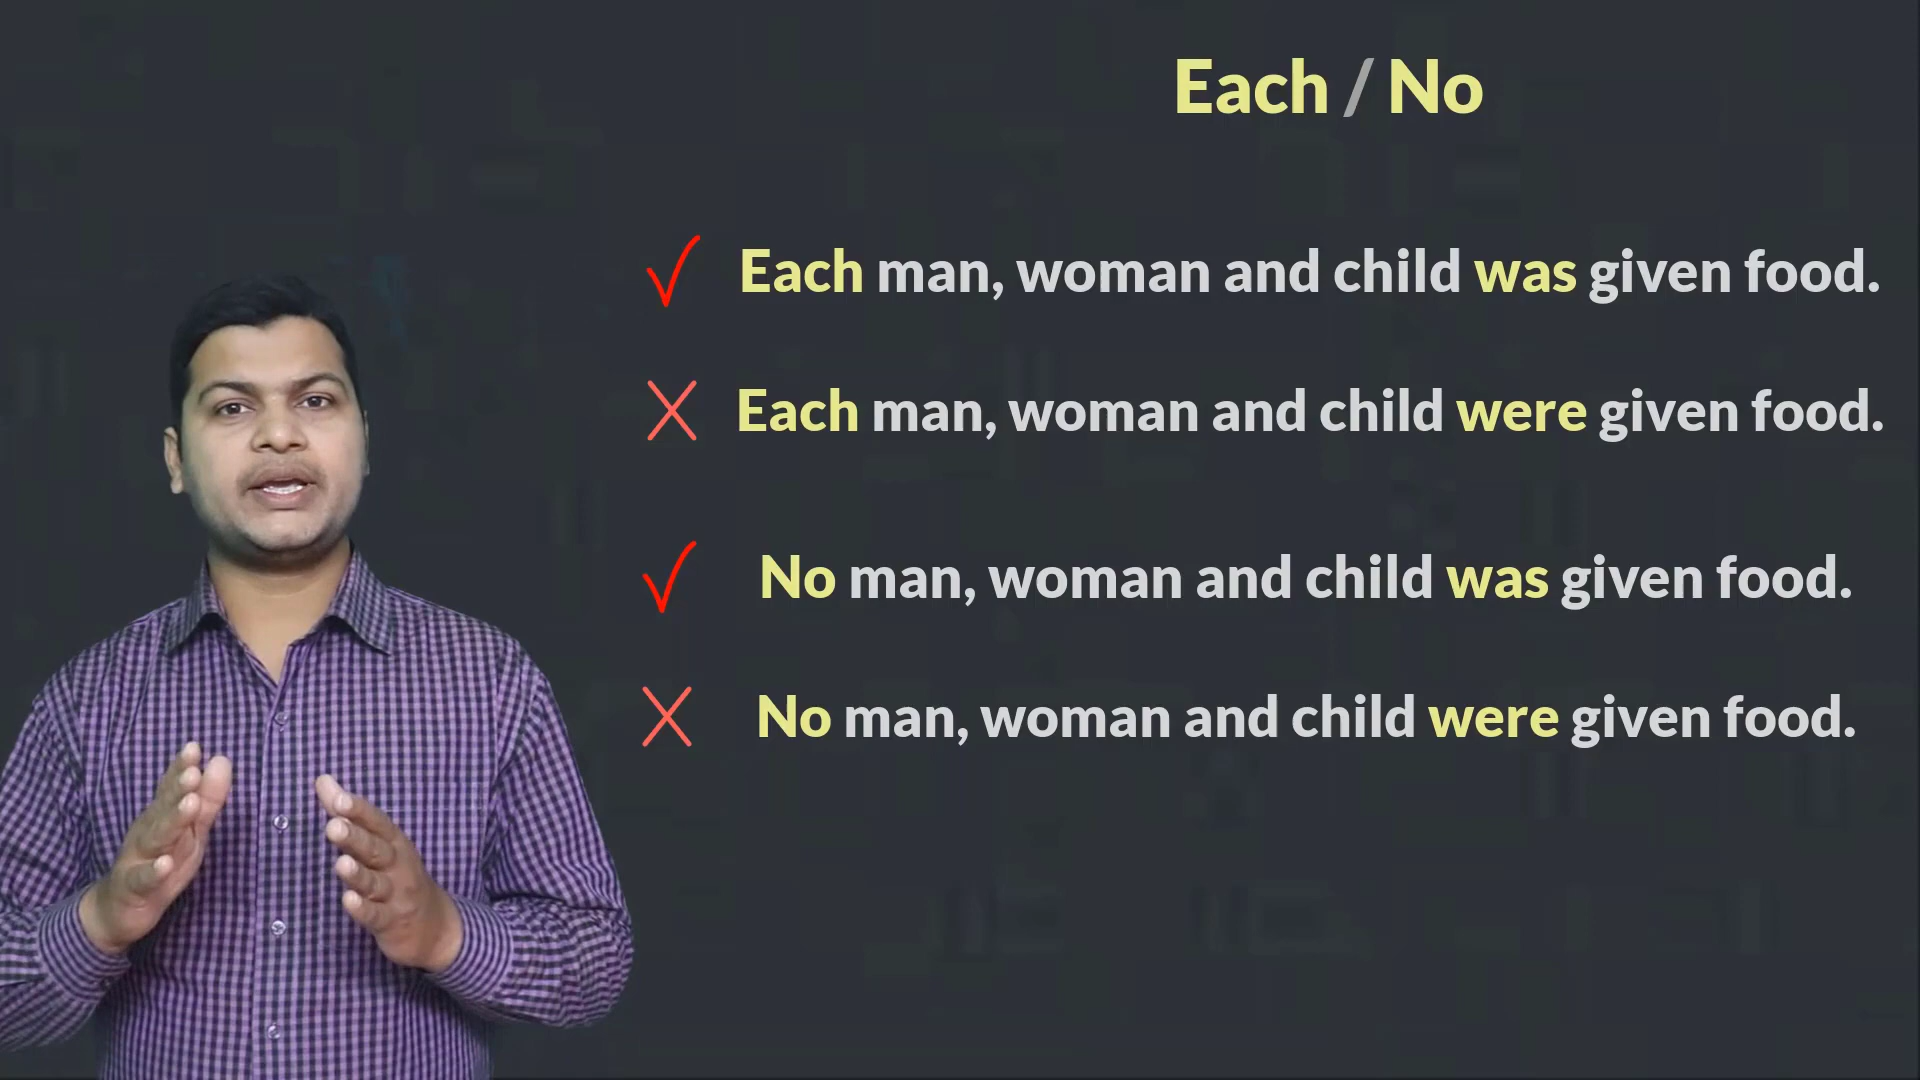 Each / No
Each man, woman and child was given food.
Each man, woman and child were given food.
No man, woman and child was given food.
No man, woman and child were given food.